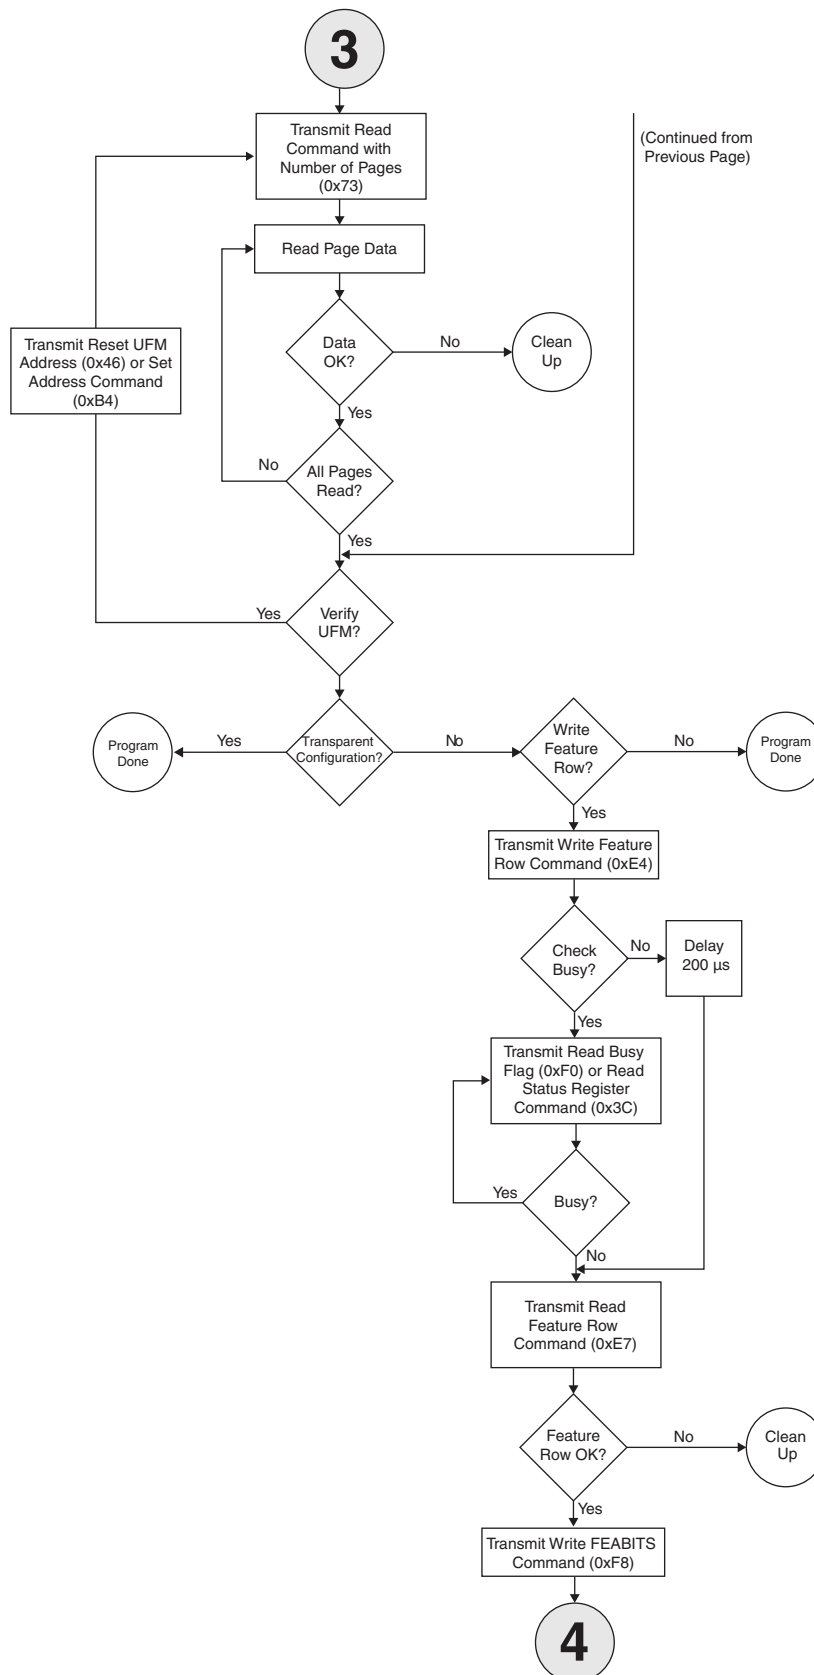 3
Transmit Read
Command with
Number of Pages
(0x73)
(Continued from
Previous Page)
Read Page Data
Transmit Reset UFM
Address (0x46) or Set
Address Command
(0xB4)
Data
OK?
No
Clean
Up
Yes
No
All Pages
Read?
Yes
Yes
Verify
UFM?
Program
Done
Yes
Transparent
Configuration?
No
Write
Feature
Row?
No
Program
Done
Yes
Transmit Write Feature
Row Command (0xE4)
Check
Busy?
No
Delay
200 µs
Yes
Transmit Read Busy
Flag (0xF0) or Read
Status Register
Command (0x3C)
Yes
Busy?
No
Transmit Read
Feature Row
Command (0xE7)
Feature
Row OK?
No
Clean
Up
Yes
Transmit Write FEABITS
Command (0xF8)
4